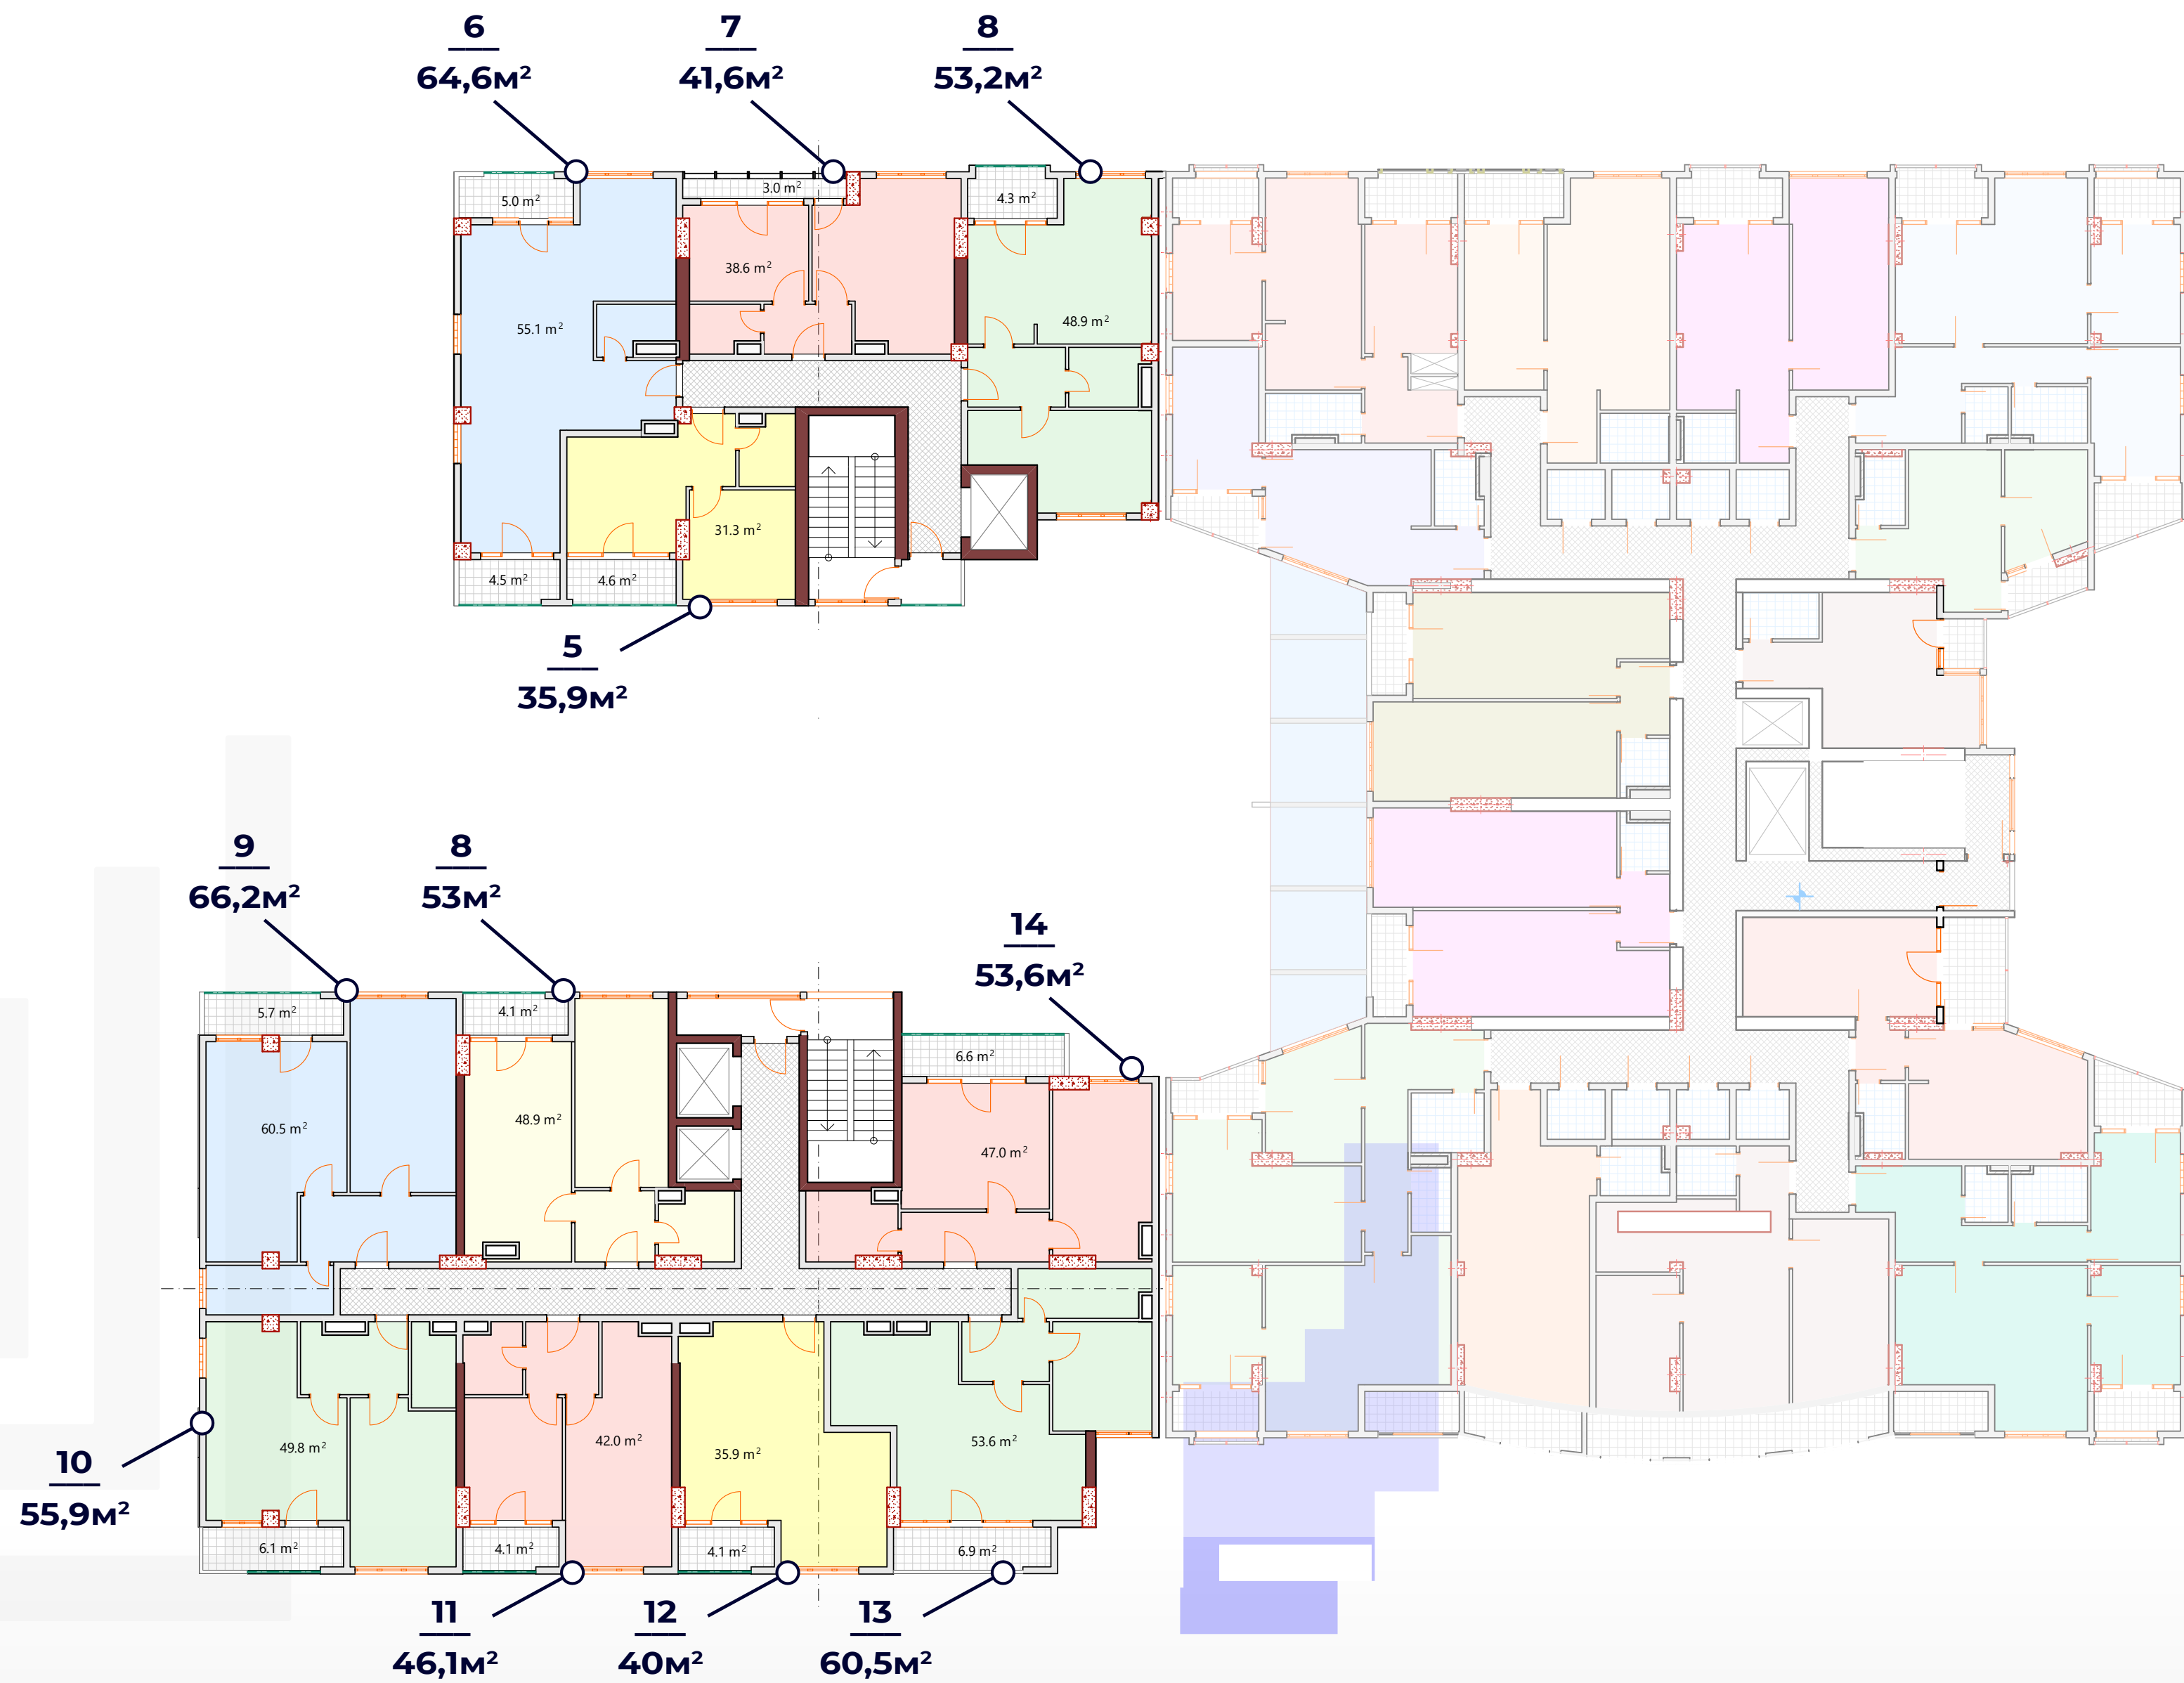 6
64,6м²
7
41,6м²
8
53,2м²
5.0 m²
3.0 m²
4.3 m²
38.6 m²
55.1 m²
48.9 m²
31.3 m²
4.5 m²
4.6 m²
5
35,9м²
9
66,2м²
8
53м²
14
53,6м²
5.7 m²
4.1 m²
6.6 m²
60.5 m²
48.9 m²
47.0 m²
49.8 m²
42.0 m²
35.9 m²
53.6 m²
10
55,9м²
6.1 m²
4.1 m²
4.1 m²
6.9 m²
11
46,1м²
12
40м²
13
60,5м²